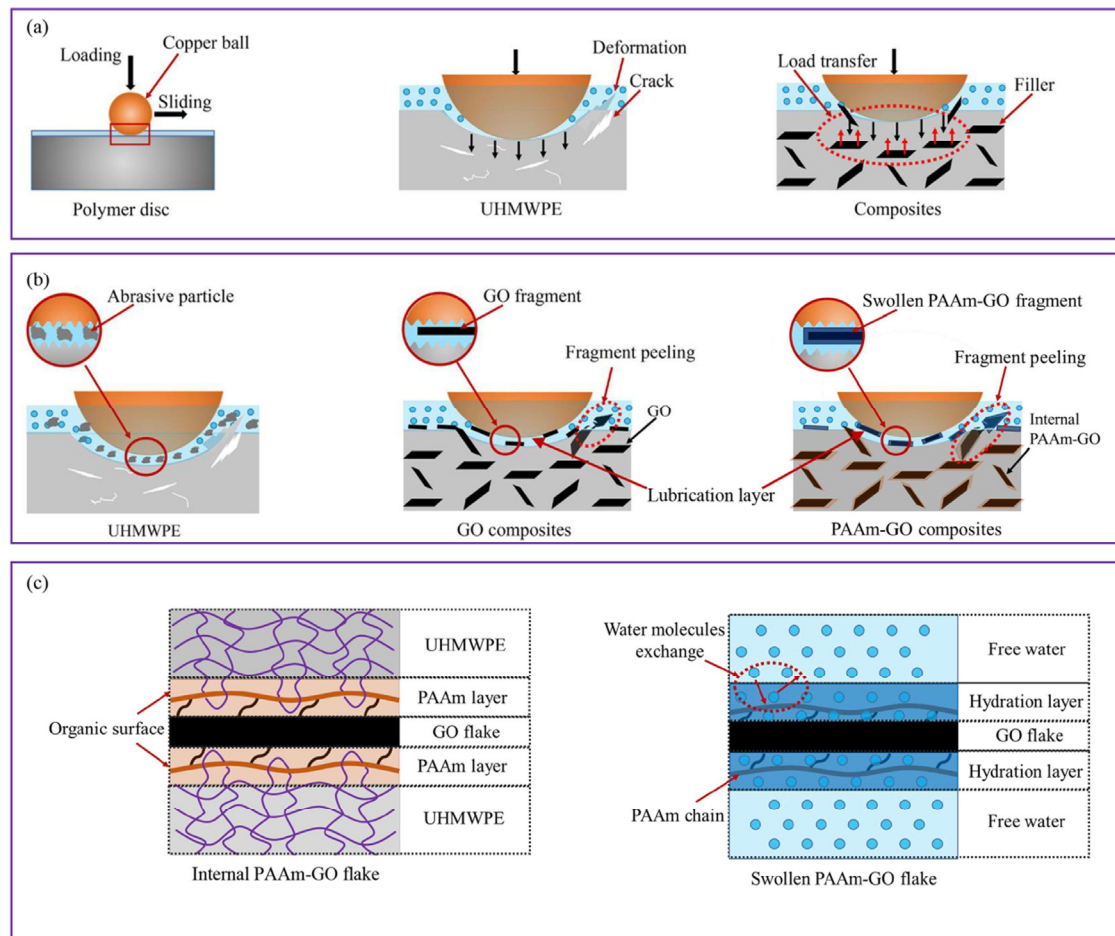 (a)
Loading
Copper ball
Sliding
Polymer disc
Deformation
Crack
UHMWPE
Load transfer
Filler
Composites
(b)
Abrasive particle
UHMWPE
GO fragment
Fragment peeling
GO
Lubrication layer
GO composites
Swollen PAAm-GO fragment
Fragment peeling
Internal
PAAm-GO
PAAm-GO composites
(c)
Organic surface
UHMWPE
PAAm layer
GO flake
PAAm layer
UHMWPE
Internal PAAm-GO flake
Water molecules
exchange
PAAm chain
Free water
Hydration layer
GO flake
Hydration layer
Free water
Swollen PAAm-GO flake